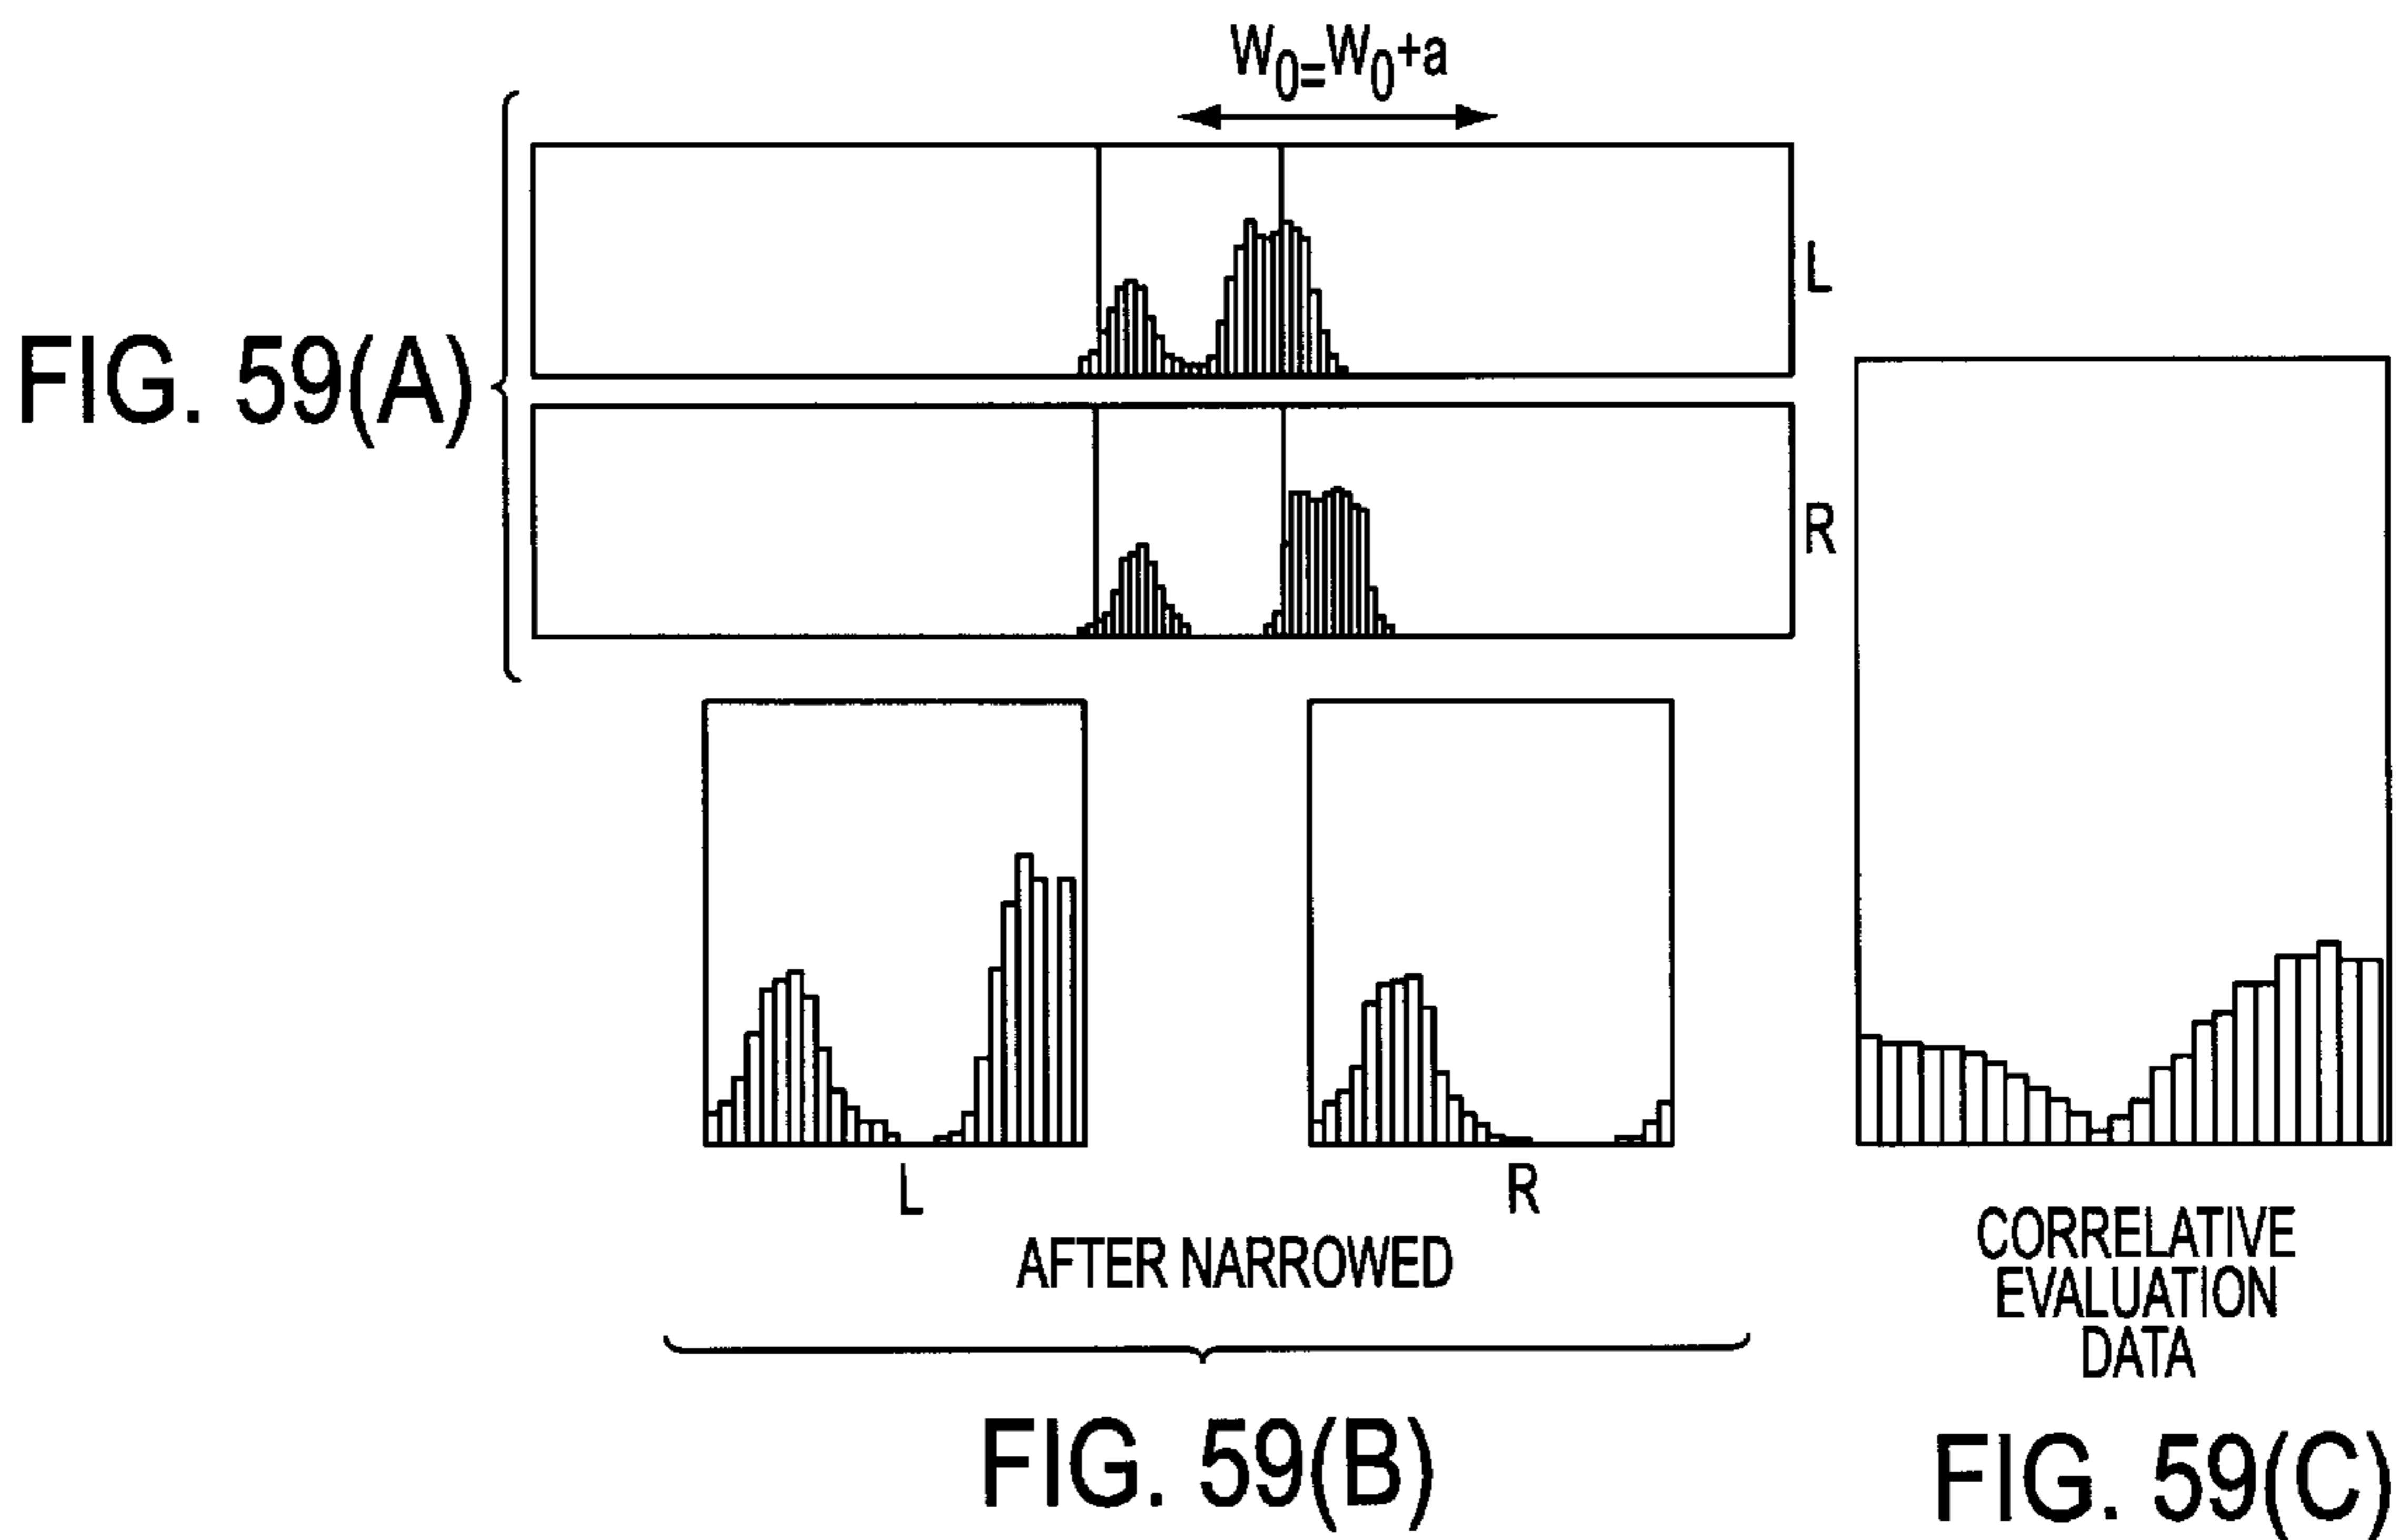 W0=W0+a
FIG. 59(A)
L
R
L
R
AFTER NARROWED
FIG. 59(B)
CORRELATIVE
EVALUATION
DATA
FIG. 59(C)